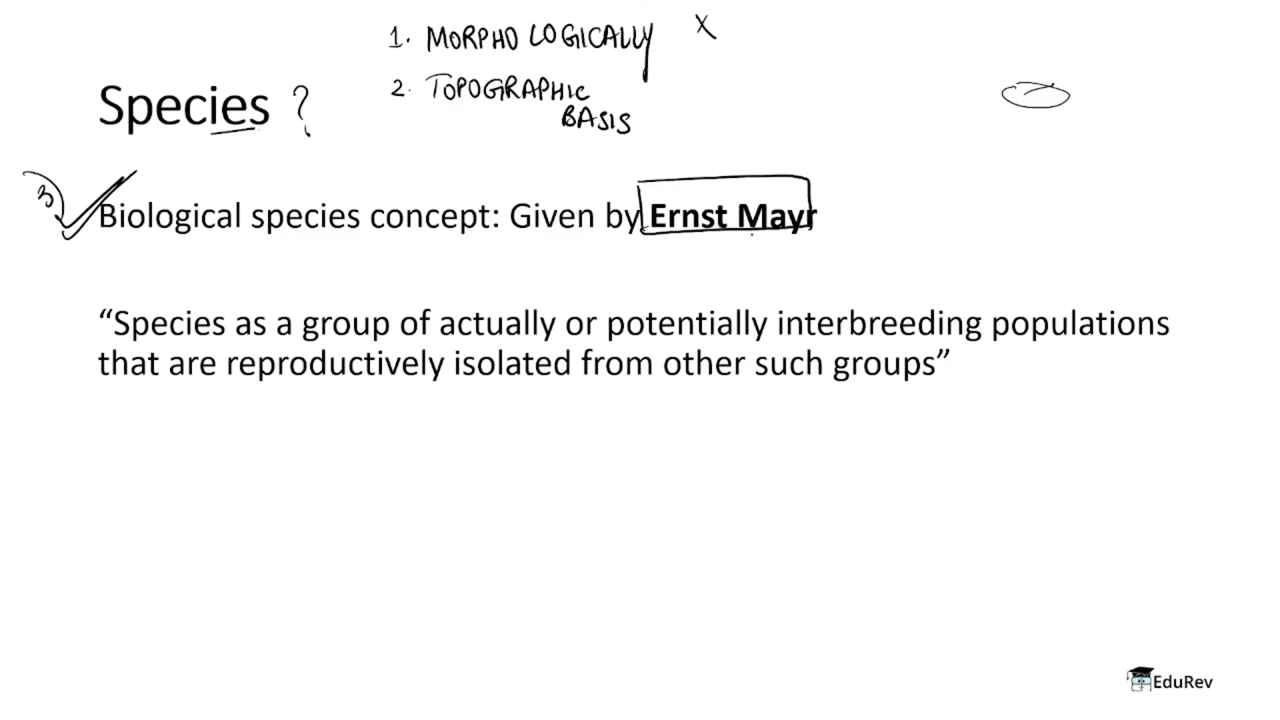 1. MORPHOLOGICALLY X
2. TOPOGRAPHIC
BASIS
Species ?
3 Biological species concept: Given by Ernst Mayr
“Species as a group of actually or potentially interbreeding populations
that are reproductively isolated from other such groups”
EduRev